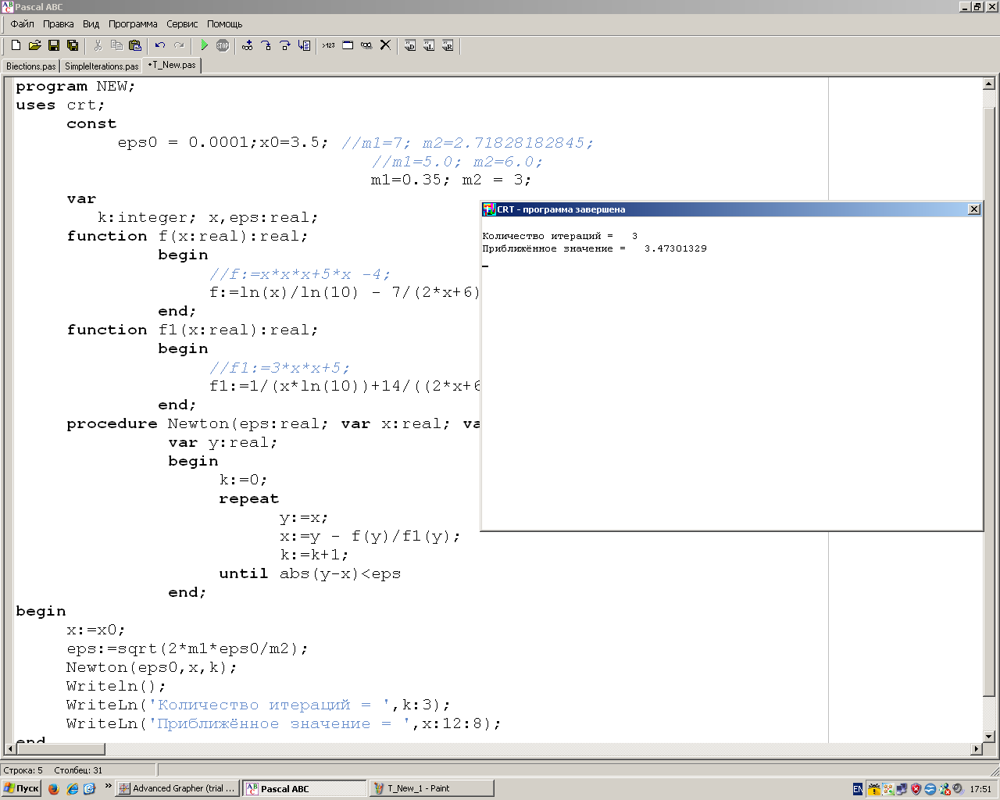 Pascal ABC
Файл Правка Вид Программа Сервис Помощь
Biections.pas SimpleIterations.pas •T_New.pas
program NEW;
uses crt;
const
eps0 = 0.0001;x0=3.5; //m1=7; m2=2.71828182845;
//m1=5.0; m2=6.0;
m1=0.35; m2 = 3;
var
k:integer; x,eps:real;
function f(x:real):real;
begin
//f:=x*x*x+5*x -4;
f:=ln(x)/ln(10) - 7/(2*x+6)
end;
function f1(x:real):real;
begin
//f1:=3*x*x+5;
f1:=1/(x*ln(10))+14/((2*x+6
end;
procedure Newton(eps:real; var x:real; va
var y:real;
begin
k:=0;
repeat
y:=x;
x:=y - f(y)/f1(y);
k:=k+1;
until abs(y-x)<eps
end;
begin
x:=x0;
eps:=sqrt(2*m1*eps0/m2);
Newton(eps0,x,k);
Writeln();
WriteLn('Количество итераций = ',k:3);
WriteLn('Приближённое значение = ',x:12:8);
end
CRT - программа завершена
Количество итераций = 3
Приближённое значение = 3.47301329
Строка: 5 Столбец: 31
Пуск » Advanced Grapher (trial ... Pascal ABC T_New_1 - Paint EN 17:51